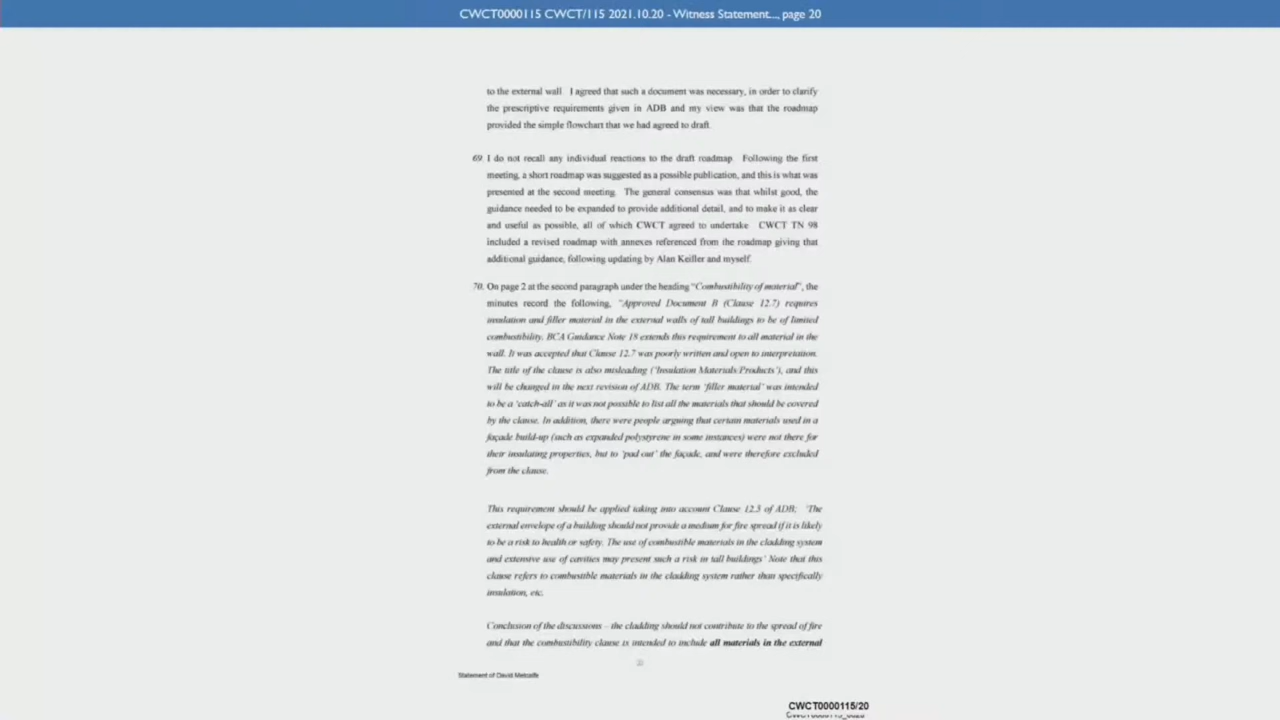 CWCT0000115 CWCT/115 2021.10.20 - Witness Statement..., page 20
to the external wall. I agreed that such a document was necessary, in order to clarify
the prescriptive requirements given in ADB and my view was that the roadmap
provided the simple flowchart that we had agreed to draft.
69. I do not recall any individual reactions to the draft roadmap. Following the first
meeting, a short roadmap was suggested as a possible publication, and this is what was
presented at the second meeting. The general consensus was that whilst good, the
guidance needed to be expanded to provide additional detail, and to make it as clear
and useful as possible, all of which CWCT agreed to undertake. CWCT TN 98
included a revised roadmap with annexes referenced from the roadmap giving that
additional guidance, following updating by Alan Keiller and myself.
70. On page 2 at the second paragraph under the heading “Combustibility of material”, the
minutes record the following, “Approved Document B (Clause 12.7) requires
insulation and filler material in the external walls of tall buildings to be of limited
combustibility. BCA Guidance Note 18 extends this requirement to all material in the
wall. It was accepted that Clause 12.7 was poorly written and open to interpretation.
The title of the clause is also misleading (‘Insulation Materials/Products’), and this
will be changed in the next revision of ADB. The term ‘filler material’ was intended
to be a ‘catch-all’ as it was not possible to list all the materials that should be covered
by the clause. In addition, there were people arguing that certain materials used in a
façade build-up (such as expanded polystyrene in some instances) were not there for
their insulating properties, but to ‘pad out’ the façade, and were therefore excluded
from the clause.
This requirement should be applied taking into account Clause 12.5 of ADB; ‘The
external envelope of a building should not provide a medium for fire spread if it is likely
to be a risk to health or safety. The use of combustible materials in the cladding system
and extensive use of cavities may present such a risk in tall buildings’ Note that this
clause refers to combustible materials in the cladding system rather than specifically
insulation, etc.
Conclusion of the discussions – the cladding should not contribute to the spread of fire
and that the combustibility clause is intended to include all materials in the external
20
Statement of David Metcalfe
CWCT0000115/20
CWCT0000115_0020